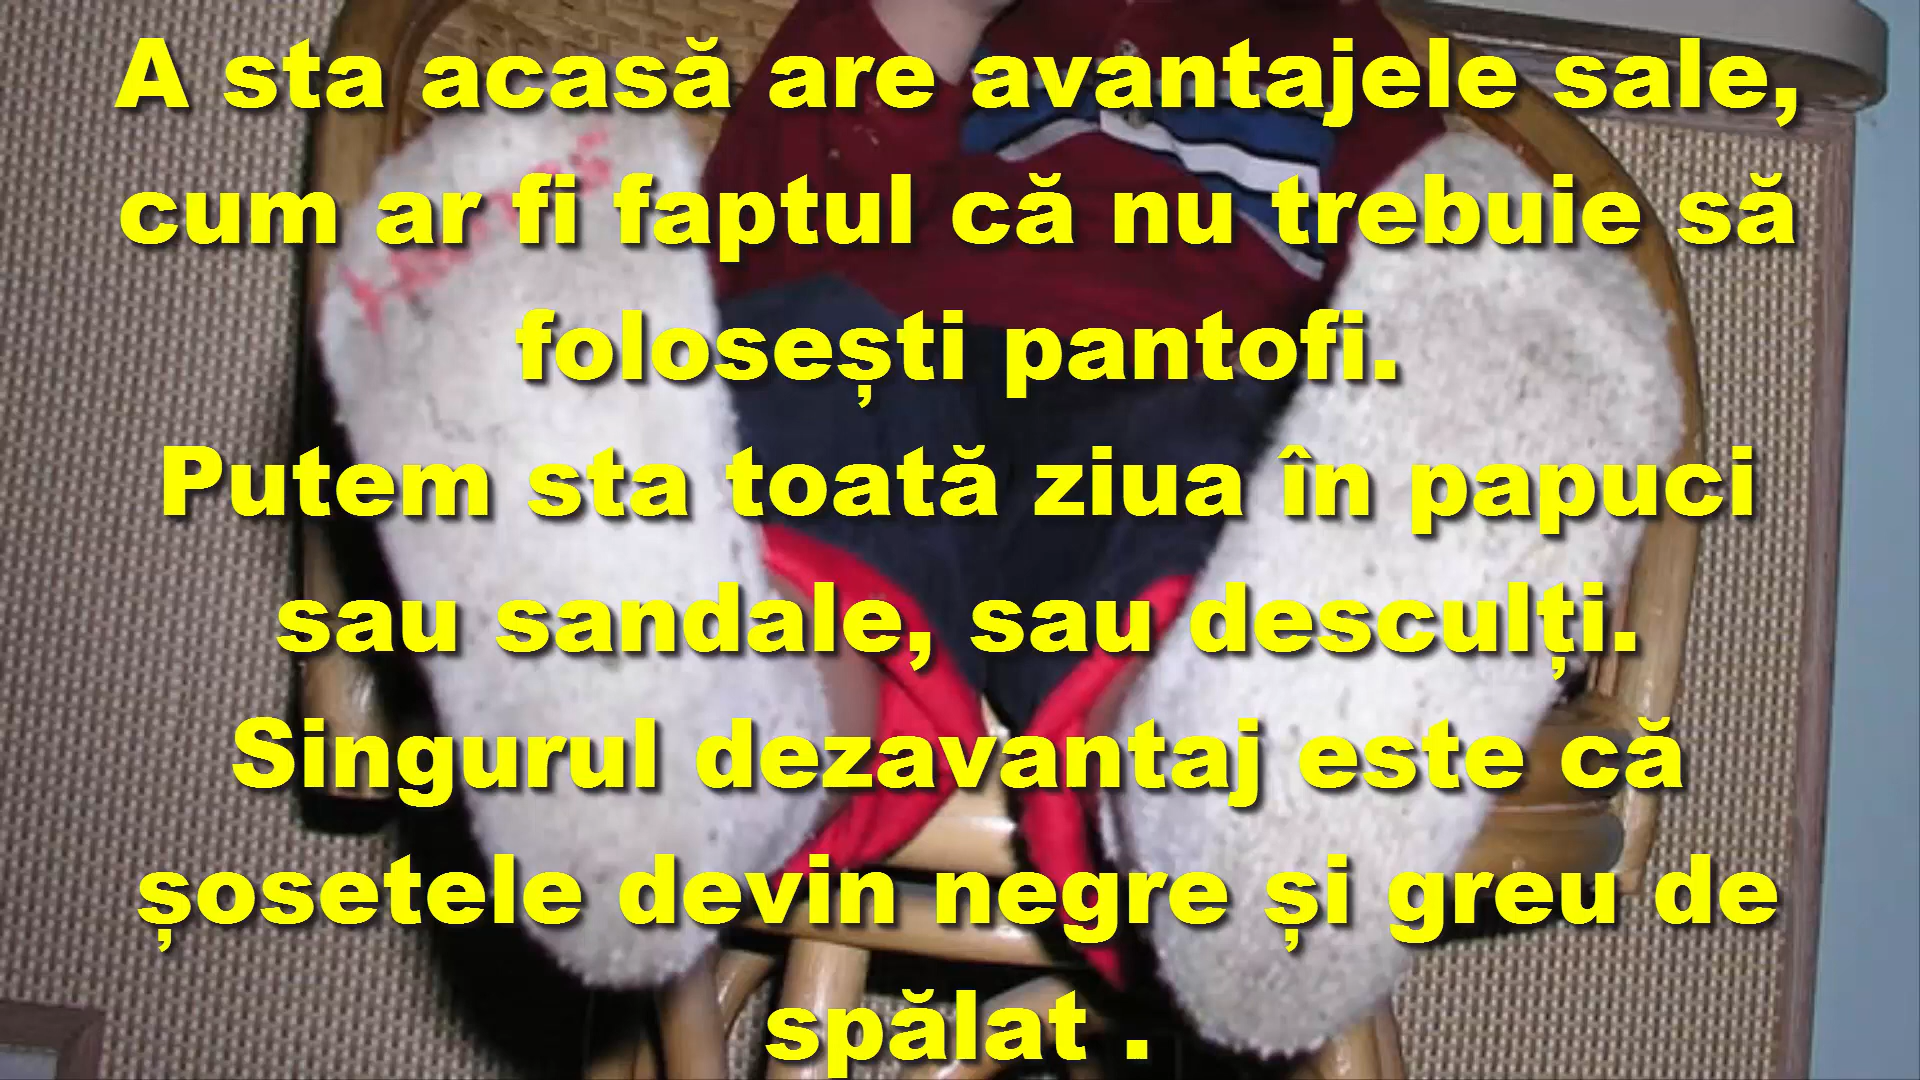 A sta acasă are avantajele sale,
cum ar fi faptul că nu trebuie să
folosești pantofi.
Putem sta toată ziua în papuci
sau sandale, sau desculți.
Singurul dezavantaj este că
șosetele devin negre și greu de
spălat .